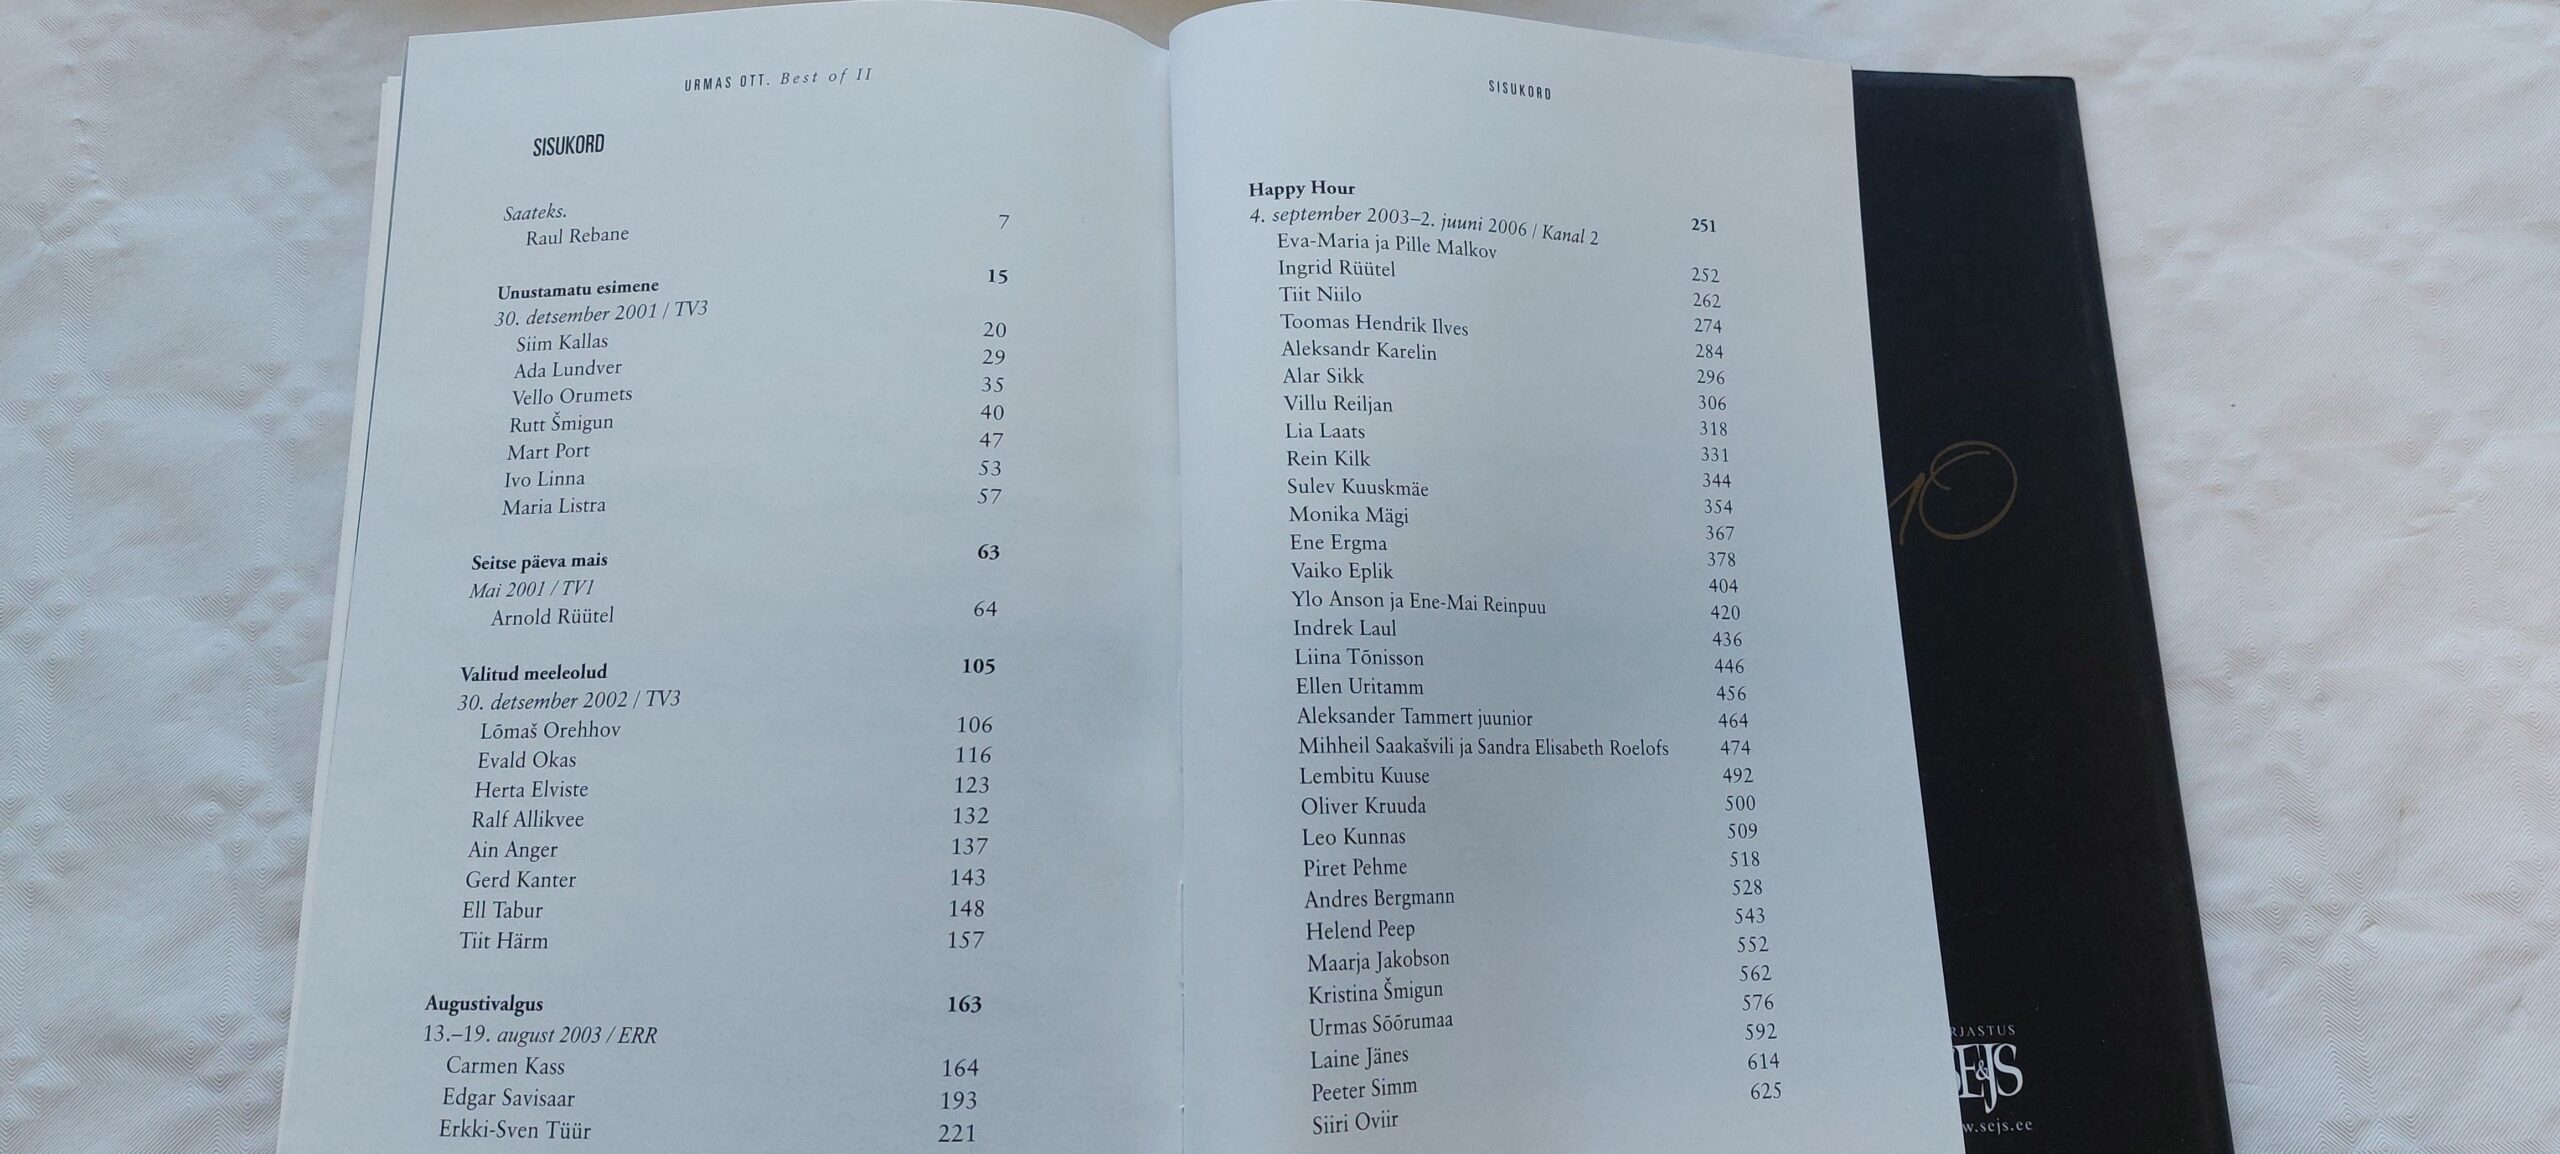 URMAS OTT. Best of II
SISUKORD
Saateks.
Raul Rebane 7
Unustamatu esimene 15
30. detsember 2001 / TV3
Siim Kallas 20
Ada Lundver 29
Vello Orumets 35
Rutt Šmigun 40
Mart Port 47
Ivo Linna 53
Maria Listra 57
Seitse päeva mais 63
Mai 2001 / TV1
Arnold Rüütel 64
Valitud meeleolud 105
30. detsember 2002 / TV3
Lõmaš Orehhov 106
Evald Okas 116
Herta Elviste 123
Ralf Allikvee 132
Ain Anger 137
Gerd Kanter 143
Ell Tabur 148
Tiit Härm 157
Augustivalgus 163
13.–19. august 2003 / ERR
Carmen Kass 164
Edgar Savisaar 193
Erkki-Sven Tüür 221
SISUKORD
Happy Hour 251
4. september 2003–2. juuni 2006 / Kanal 2
Eva-Maria ja Pille Malkov 252
Ingrid Rüütel 262
Tiit Niilo 274
Toomas Hendrik Ilves 284
Aleksandr Karelin 296
Alar Sikk 306
Villu Reiljan 318
Lia Laats 331
Rein Kilk 344
Sulev Kuuskmäe 354
Monika Mägi 367
Ene Ergma 378
Vaiko Eplik 404
Ylo Anson ja Ene-Mai Reinpuu 420
Indrek Laul 436
Liina Tõnisson 446
Ellen Uritamm 456
Aleksander Tammert juunior 464
Mihheil Saakašvili ja Sandra Elisabeth Roelofs 474
Lembitu Kuuse 492
Oliver Kruuda 500
Leo Kunnas 509
Piret Pehme 518
Andres Bergmann 528
Helend Peep 543
Maarja Jakobson 552
Kristina Šmigun 562
Urmas Sõõrumaa 576
Laine Jänes 592
Peeter Simm 614
Siiri Oviir 625
10
RJASTUS
SE&JS
w.sejs.ee